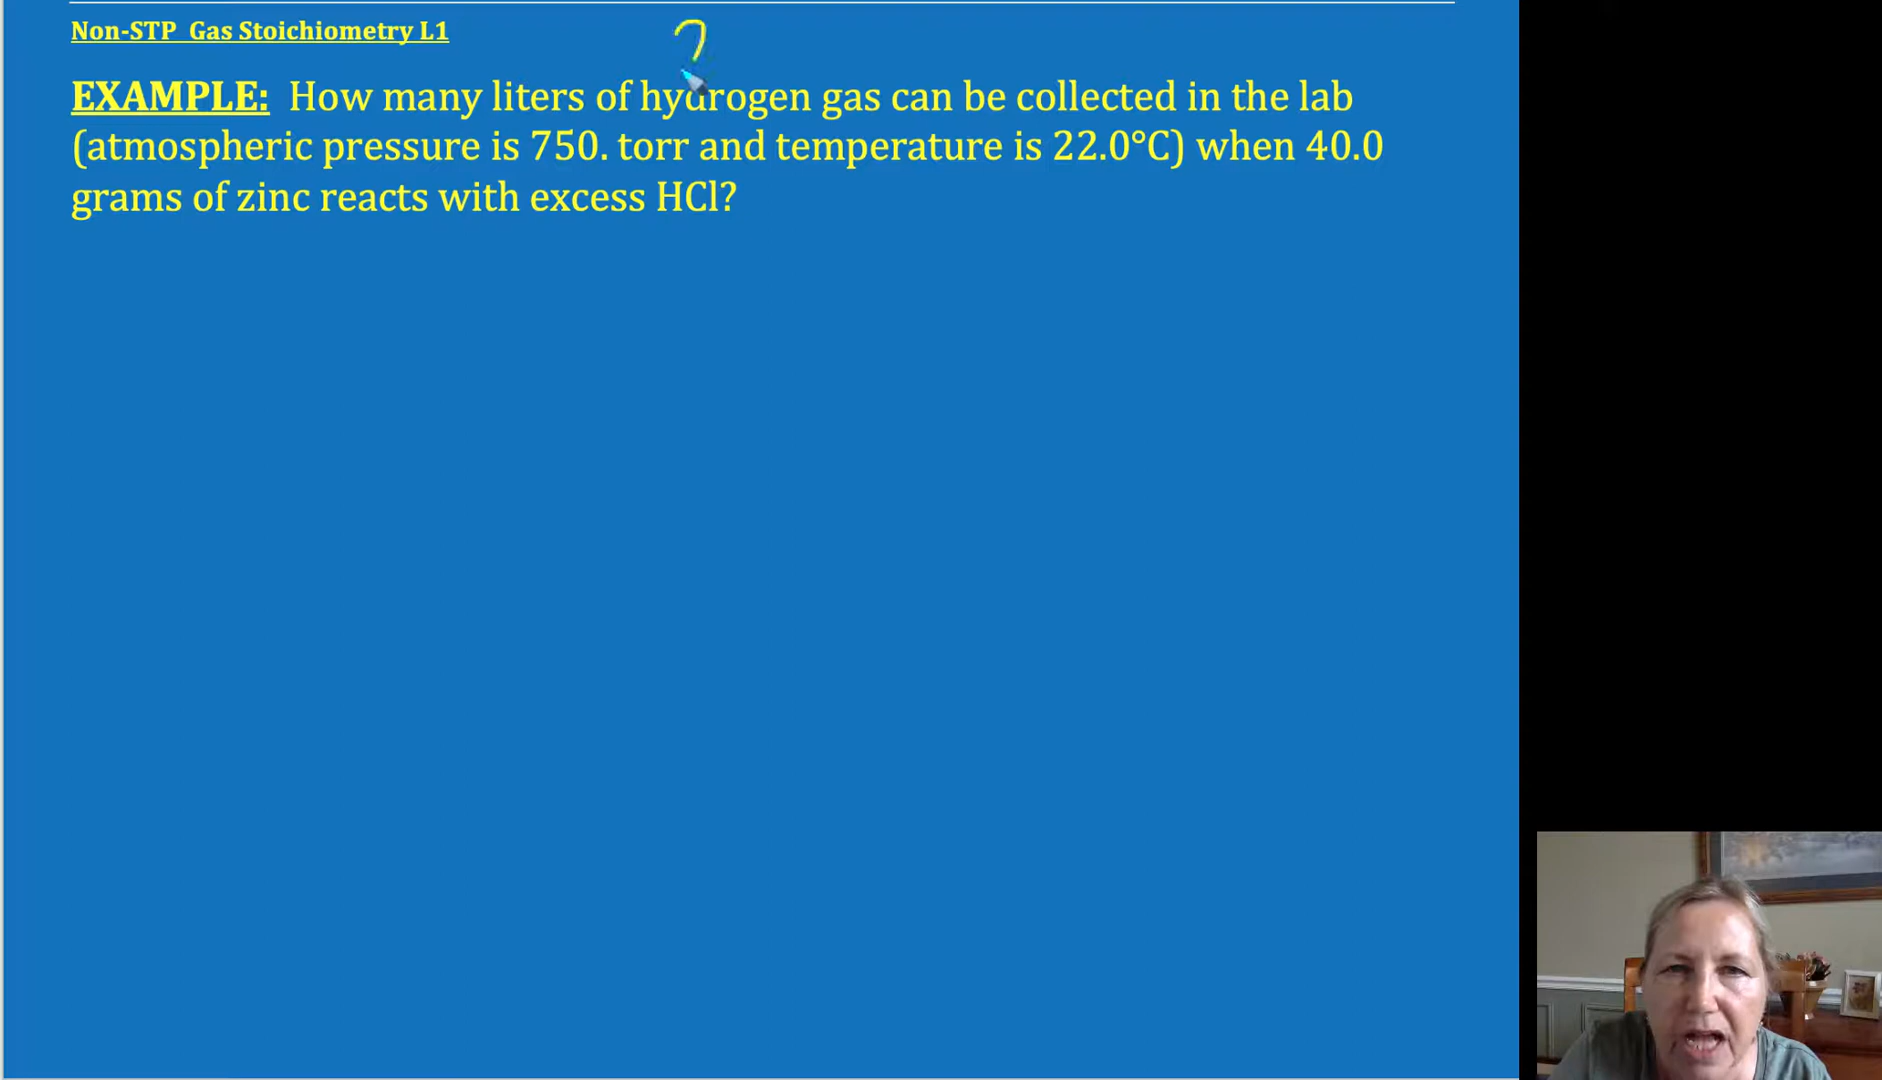 Non-STP Gas Stoichiometry L1
?
EXAMPLE: How many liters of hydrogen gas can be collected in the lab
(atmospheric pressure is 750. torr and temperature is 22.0°C) when 40.0
grams of zinc reacts with excess HCl?